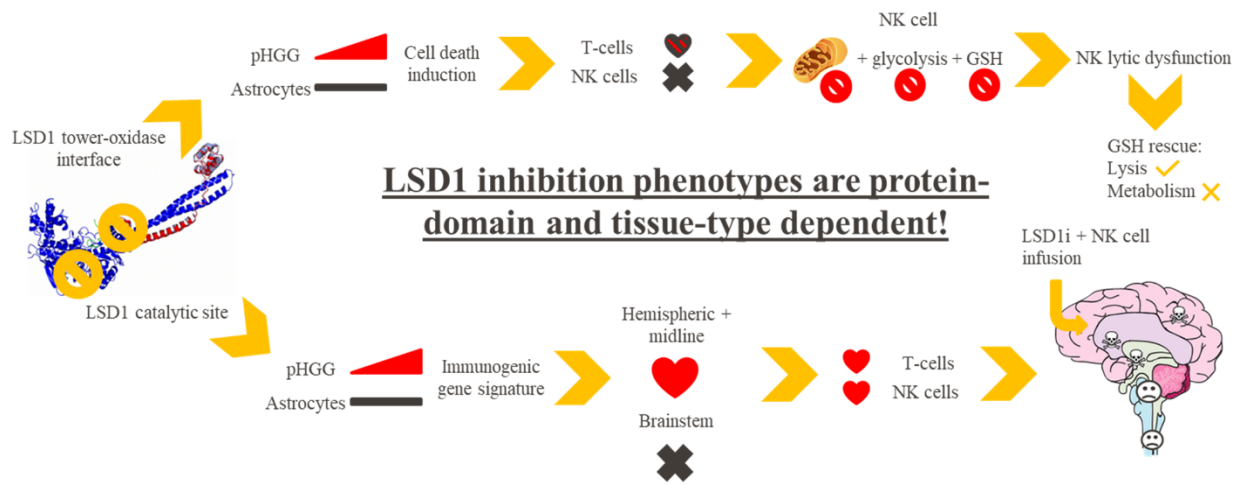 LSD1 tower-oxidase
interface
pHGG
Astrocytes
Cell death
induction
T-cells
NK cells
NK cell
+ glycolysis + GSH
NK lytic dysfunction
GSH rescue:
Lysis
Metabolism
LSD1 inhibition phenotypes are protein-
domain and tissue-type dependent!
LSD1 catalytic site
pHGG
Astrocytes
Immunogenic
gene signature
Hemispheric +
midline
Brainstem
T-cells
NK cells
LSD1i + NK cell
infusion